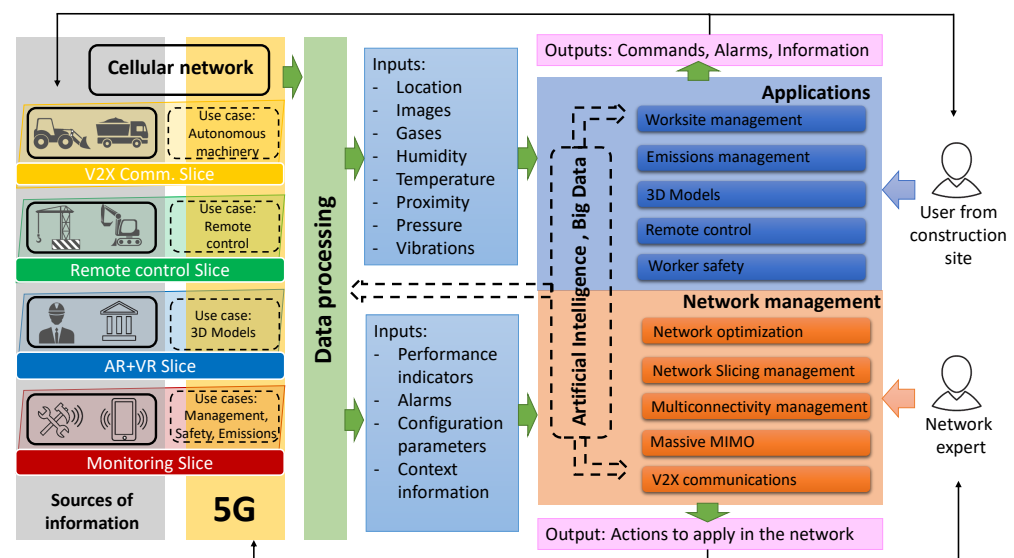 Cellular network
Use case:
Autonomous
machinery
V2X Comm. Slice
Use case:
Remote
control
Remote control Slice
Use case:
3D Models
AR+VR Slice
Use cases:
Management,
Safety, Emissions
Monitoring Slice
Sources of
information
5G
Data processing
Inputs:
- Location
- Images
- Gases
- Humidity
- Temperature
- Proximity
- Pressure
- Vibrations
Inputs:
- Performance
indicators
- Alarms
- Configuration
parameters
- Context
information
Outputs: Commands, Alarms, Information
Artificial Intelligence , Big Data
Applications
Worksite management
Emissions management
3D Models
Remote control
Worker safety
Network management
Network optimization
Network Slicing management
Multiconnectivity management
Massive MIMO
V2X communications
Output: Actions to apply in the network
User from
construction
site
Network
expert